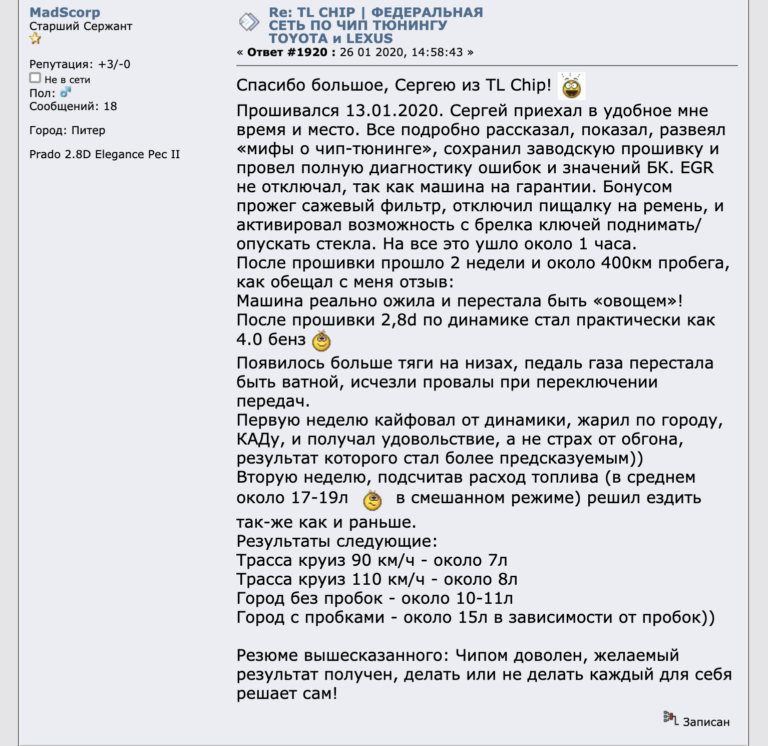 MadScorp
Старший Сержант
Репутация: +3/-0
Не в сети
Пол:
Сообщений: 18
Город: Питер
Prado 2.8D Elegance Рес II
Re: TL CHIP | ФЕДЕРАЛЬНАЯ
СЕТЬ ПО ЧИП ТЮНИНГУ
TOYOTA и LEXUS
« Ответ #1920 : 26 01 2020, 14:58:43 »
Спасибо большое, Сергею из TL Chip!
Прошивался 13.01.2020. Сергей приехал в удобное мне
время и место. Все подробно рассказал, показал, развеял
«мифы о чип-тюнинге», сохранил заводскую прошивку и
провел полную диагностику ошибок и значений БК. EGR
не отключал, так как машина на гарантии. Бонусом
прожег сажевый фильтр, отключил пищалку на ремень, и
активировал возможность с брелка ключей поднимать/
опускать стекла. На все это ушло около 1 часа.
После прошивки прошло 2 недели и около 400км пробега,
как обещал с меня отзыв:
Машина реально ожила и перестала быть «овощем»!
После прошивки 2,8d по динамике стал практически как
4.0 бенз
Появилось больше тяги на низах, педаль газа перестала
быть ватной, исчезли провалы при переключении
передач.
Первую неделю кайфовал от динамики, жарил по городу,
КАДу, и получал удовольствие, а не страх от обгона,
результат которого стал более предсказуемым))
Вторую неделю, подсчитав расход топлива (в среднем
около 17-19л в смешанном режиме) решил ездить
так-же как и раньше.
Результаты следующие:
Трасса круиз 90 км/ч - около 7л
Трасса круиз 110 км/ч - около 8л
Город без пробок - около 10-11л
Город с пробками - около 15л в зависимости от пробок))
Резюме вышесказанного: Чипом доволен, желаемый
результат получен, делать или не делать каждый для себя
решает сам!
Записан